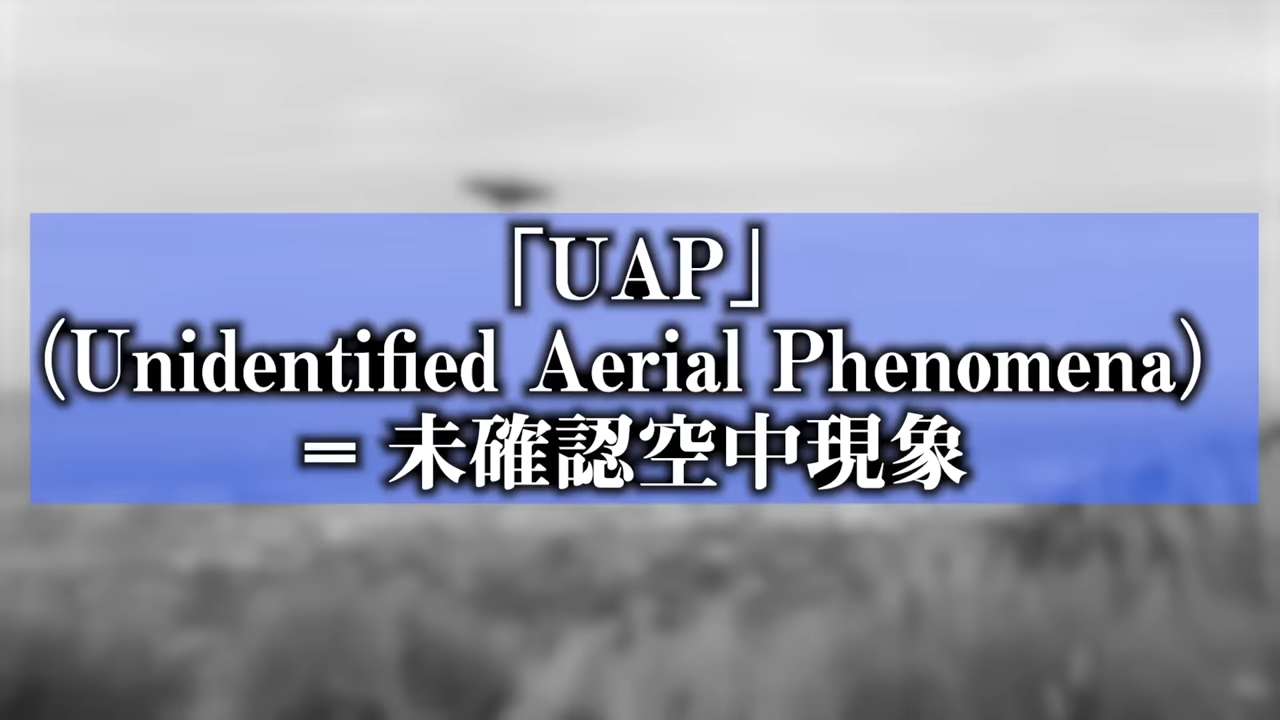 「UAP」
(Unidentified Aerial Phenomena)
= 未確認空中現象